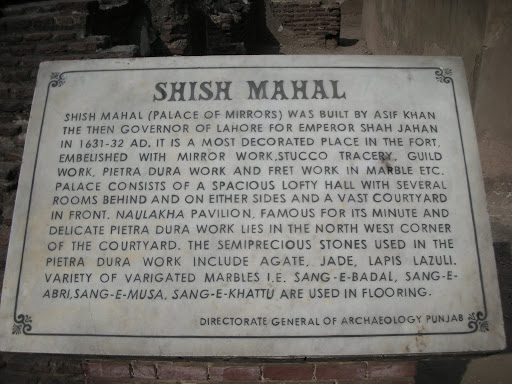 SHISH MAHAL
SHISH MAHAL (PALACE OF MIRRORS) WAS BUILT BY ASIF KHAN
THE THEN GOVERNOR OF LAHORE FOR EMPEROR SHAH JAHAN
IN 1631-32 AD. IT IS A MOST DECORATED PLACE IN THE FORT,
EMBELISHED WITH MIRROR WORK, STUCCO TRACERY, GUILD
WORK, PIETRA DURA WORK AND FRET WORK IN MARBLE ETC.
PALACE CONSISTS OF A SPACIOUS LOFTY HALL WITH SEVERAL
ROOMS BEHIND AND ON EITHER SIDES AND A VAST COURTYARD
IN FRONT. NAULAKHA PAVILION, FAMOUS FOR ITS MINUTE AND
DELICATE PIETRA DURA WORK LIES IN THE NORTH WEST CORNER
OF THE COURTYARD. THE SEMIPRECIOUS STONES USED IN THE
PIETRA DURA WORK INCLUDE AGATE, JADE, LAPIS LAZULI.
VARIETY OF VARIGATED MARBLES I.E. SANG-E-BADAL, SANG-E-
ABRI, SANG-E-MUSA, SANG-E-KHATTU ARE USED IN FLOORING.
DIRECTORATE GENERAL OF ARCHAEOLOGY PUNJAB